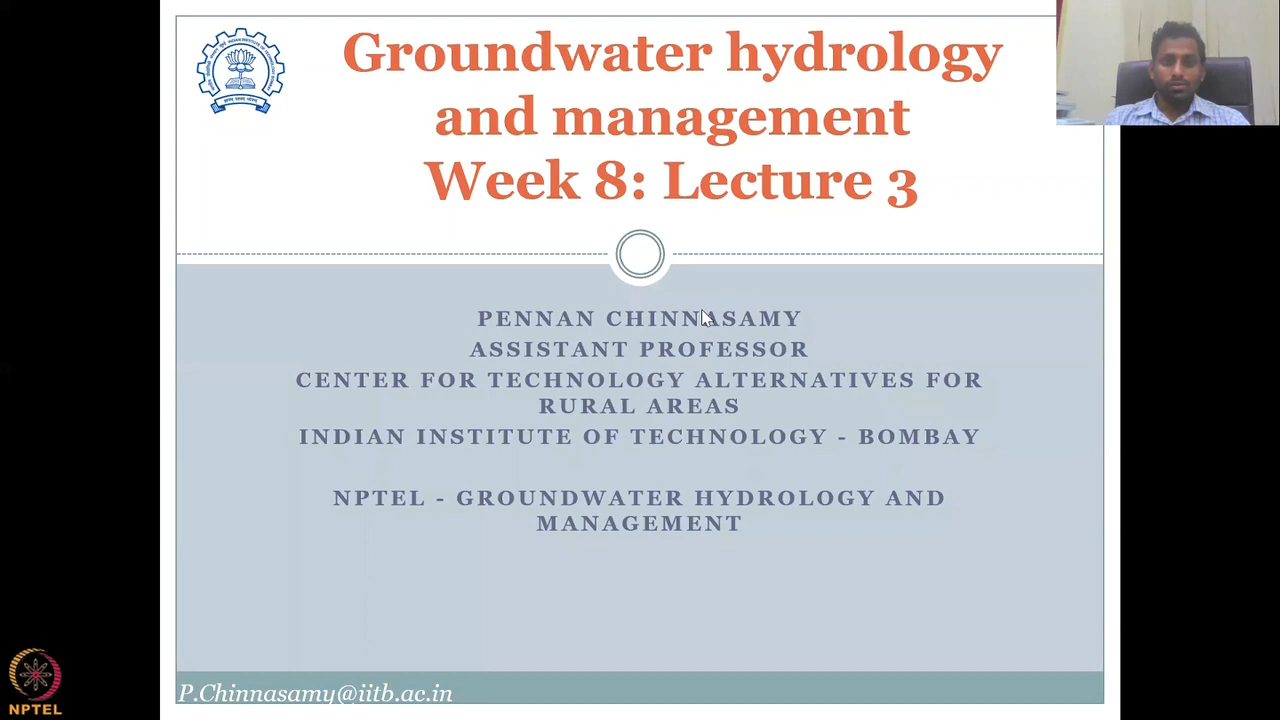 Groundwater hydrology
and management
Week 8: Lecture 3
PENNAN CHINNASAMY
ASSISTANT PROFESSOR
CENTER FOR TECHNOLOGY ALTERNATIVES FOR
RURAL AREAS
INDIAN INSTITUTE OF TECHNOLOGY - BOMBAY
NPTEL - GROUNDWATER HYDROLOGY AND
MANAGEMENT
P.Chinnasamy@iitb.ac.in
NPTEL